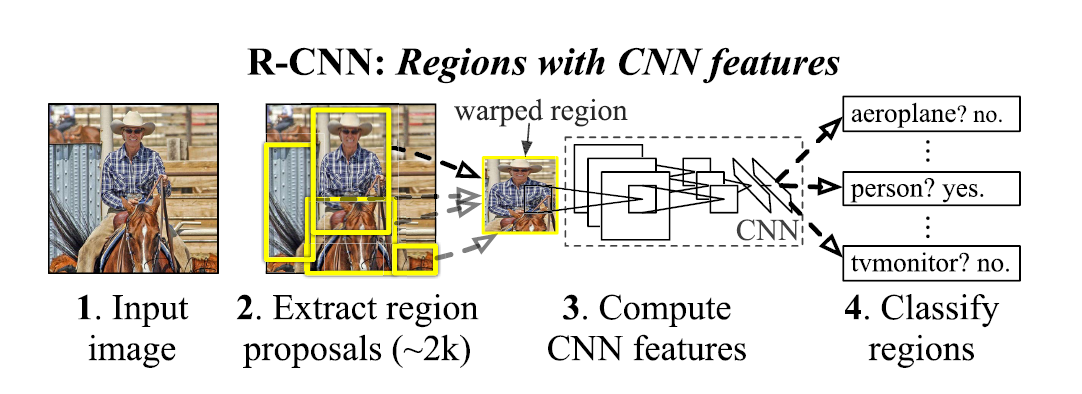 R-CNN: Regions with CNN features
warped region
aeroplane? no.
⋮
person? yes.
⋮
tvmonitor? no.
CNN
1. Input
image
2. Extract region
proposals (~2k)
3. Compute
CNN features
4. Classify
regions